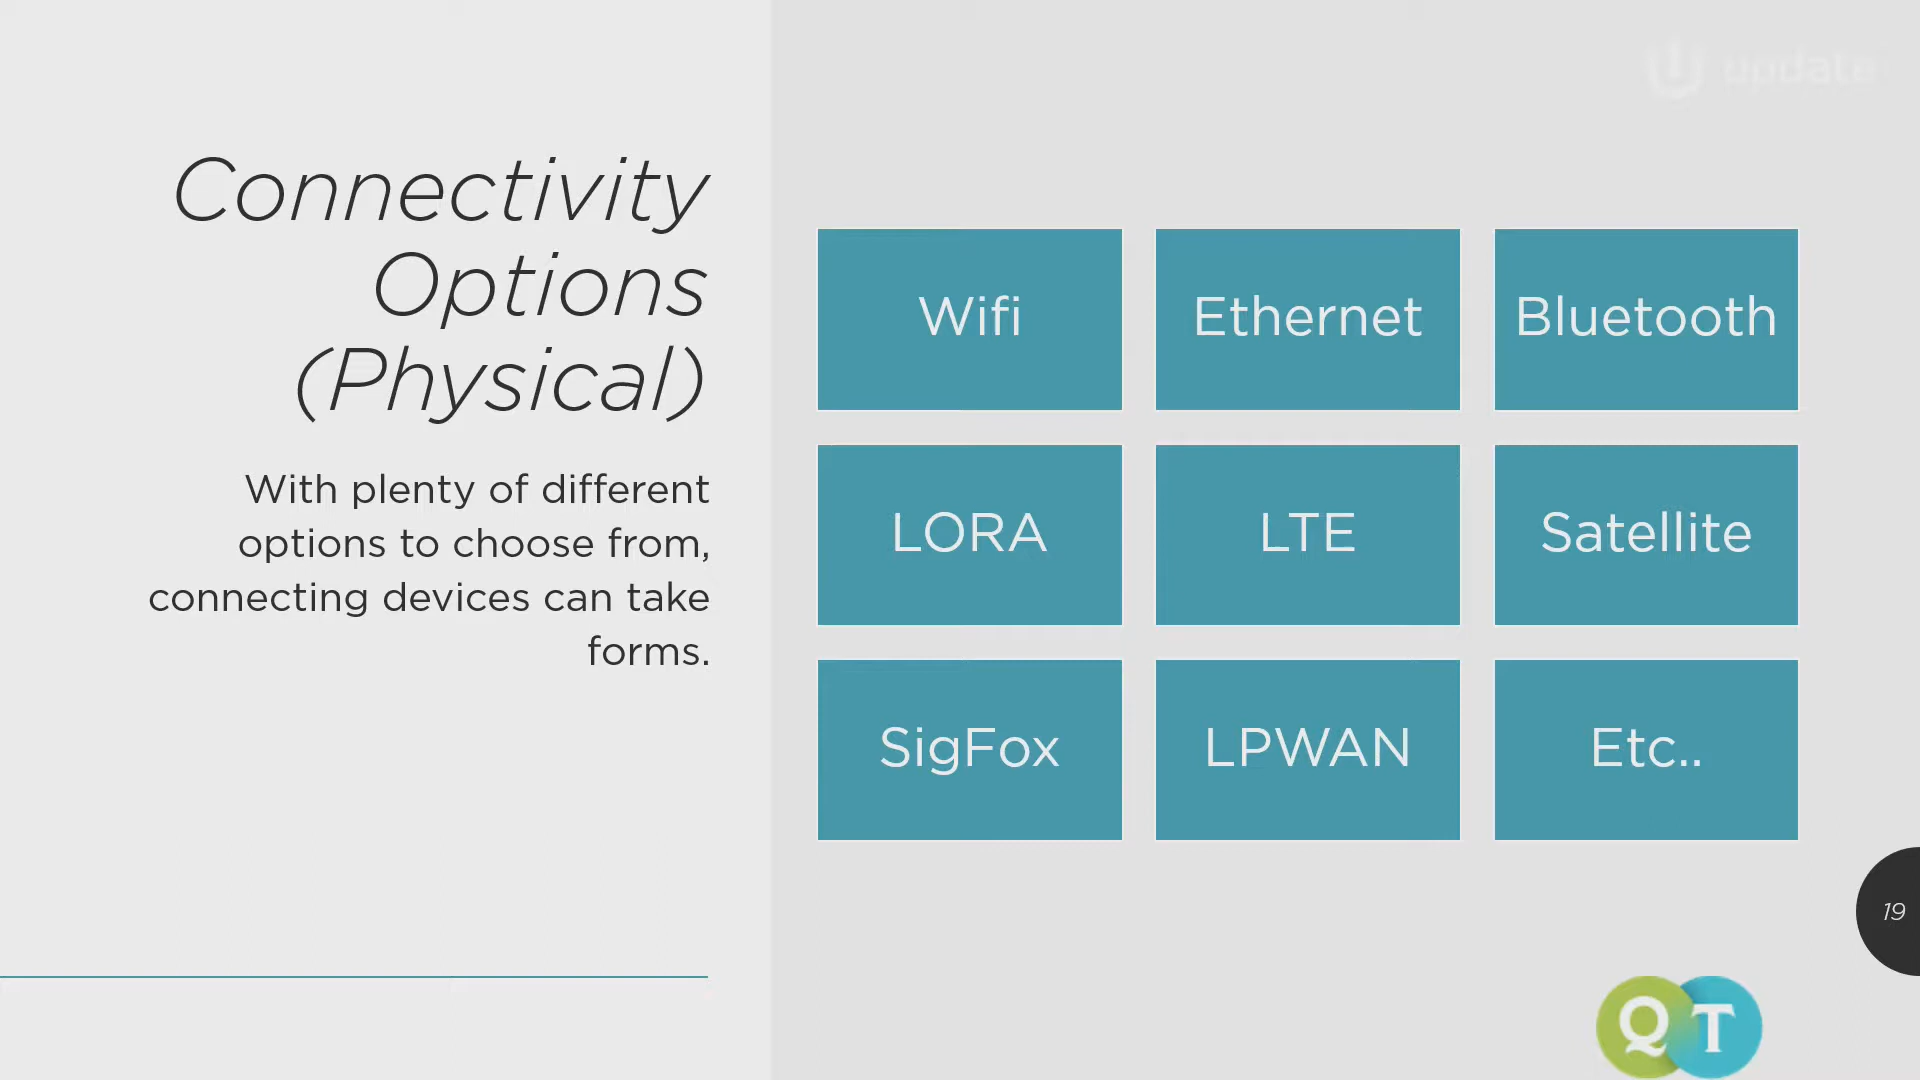 update
Connectivity
Options
(Physical)
With plenty of different
options to choose from,
connecting devices can take
forms.
Wifi
Ethernet
Bluetooth
LORA
LTE
Satellite
SigFox
LPWAN
Etc..
19
QT